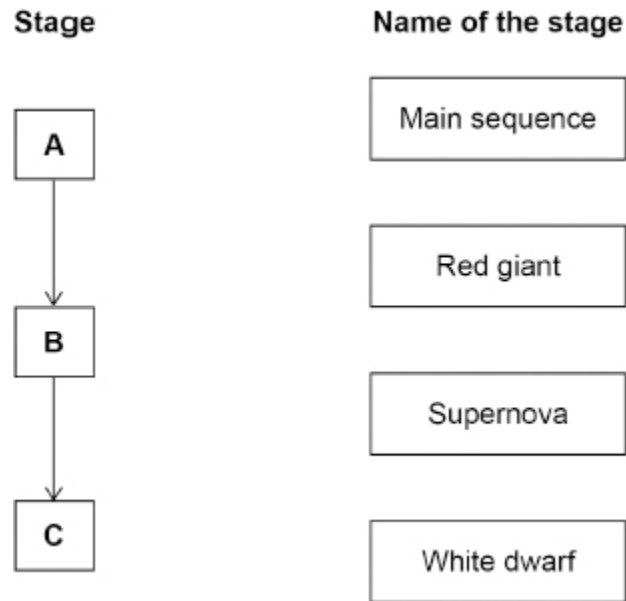 Stage
Name of the stage
A
Main sequence
Red giant
B
Supernova
C
White dwarf